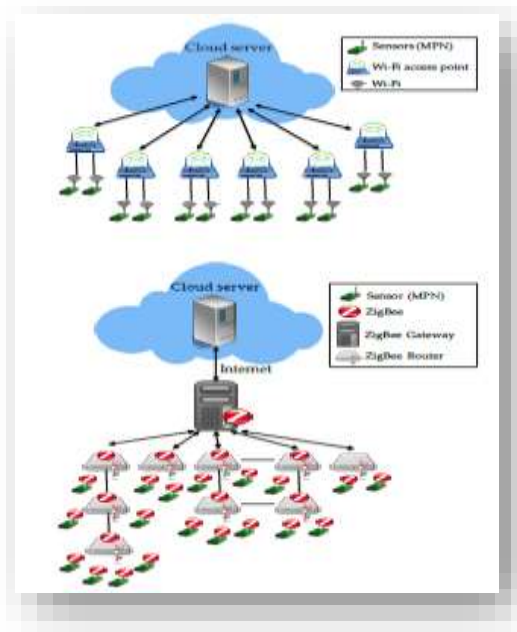 Cloud server
Sensors (MPN)
Wi-Fi access point
Wi-Fi
Cloud server
Sensor (MPN)
ZigBee
ZigBee Gateway
ZigBee Router
Internet